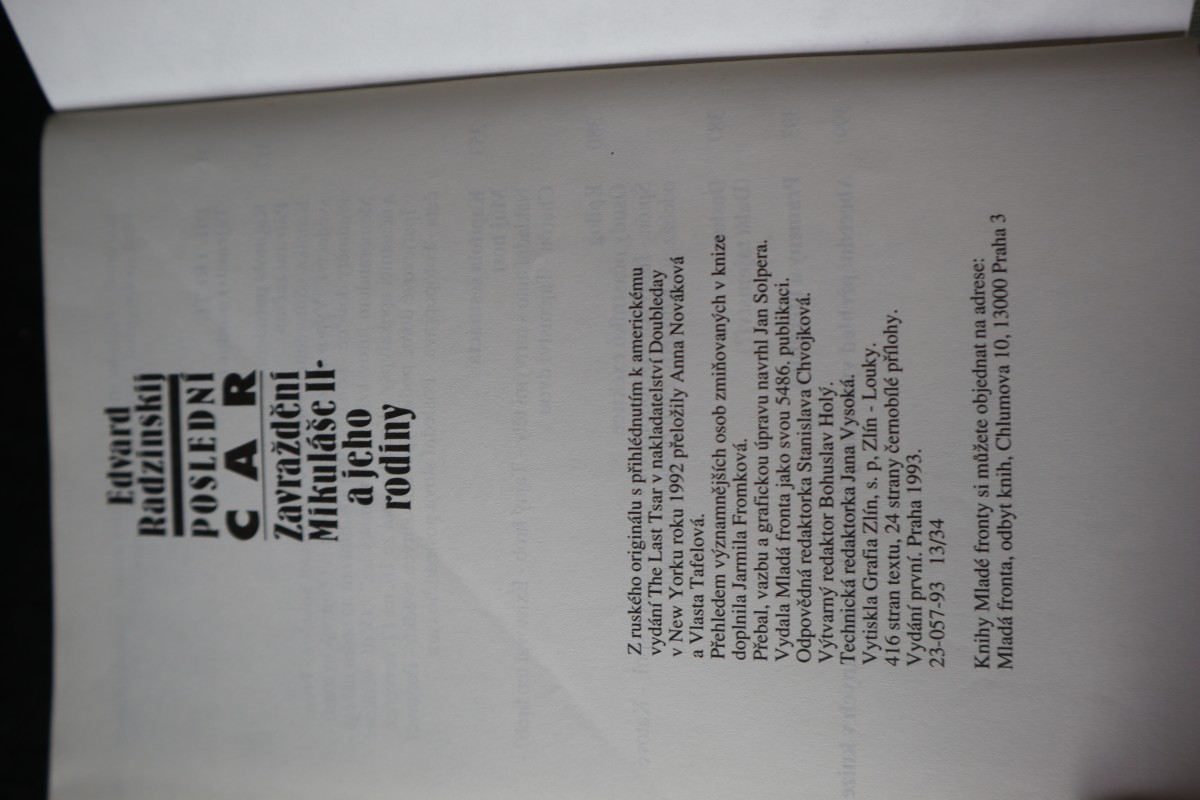 Edvard
Radzinskij
POSLEDNÍ
CAR
Zavraždění
Mikuláše II.
a jeho
rodiny
Z ruského originálu s přihlédnutím k americkému
vydání The Last Tsar v nakladatelství Doubleday
v New Yorku roku 1992 přeložily Anna Nováková
a Vlasta Tafelová.
Přehledem významnějších osob zmiňovaných v knize
doplnila Jarmila Fromková.
Přebal, vazbu a grafickou úpravu navrhl Jan Solpera.
Vydala Mladá fronta jako svou 5486. publikaci.
Odpovědná redaktorka Stanislava Chvojková.
Výtvarný redaktor Bohuslav Holý.
Technická redaktorka Jana Vysoká.
Vytiskla Grafia Zlín, s. p, Zlín - Louky.
416 stran textu, 24 strany černobílé přílohy.
Vydání první. Praha 1993.
23-057-93 13/34
Knihy Mladé fronty si můžete objednat na adrese:
Mladá fronta, odbyt knih, Chlumova 10, 13000 Praha 3